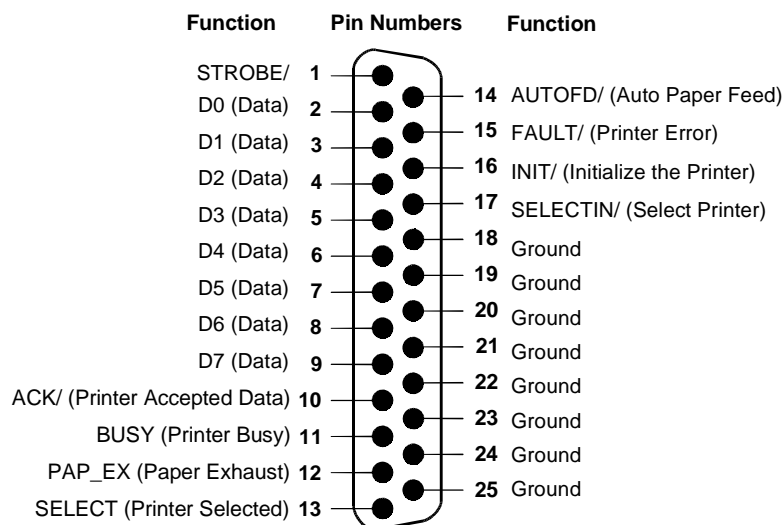 Function Pin Numbers Function
STROBE/ 1
14 AUTOFD/ (Auto Paper Feed)
D0 (Data) 2
15 FAULT/ (Printer Error)
D1 (Data) 3
16 INIT/ (Initialize the Printer)
D2 (Data) 4
17 SELECTIN/ (Select Printer)
D3 (Data) 5
18 Ground
D4 (Data) 6
19 Ground
D5 (Data) 7
20 Ground
D6 (Data) 8
21 Ground
D7 (Data) 9
22 Ground
ACK/ (Printer Accepted Data) 10
23 Ground
BUSY (Printer Busy) 11
24 Ground
PAP_EX (Paper Exhaust) 12
25 Ground
SELECT (Printer Selected) 13